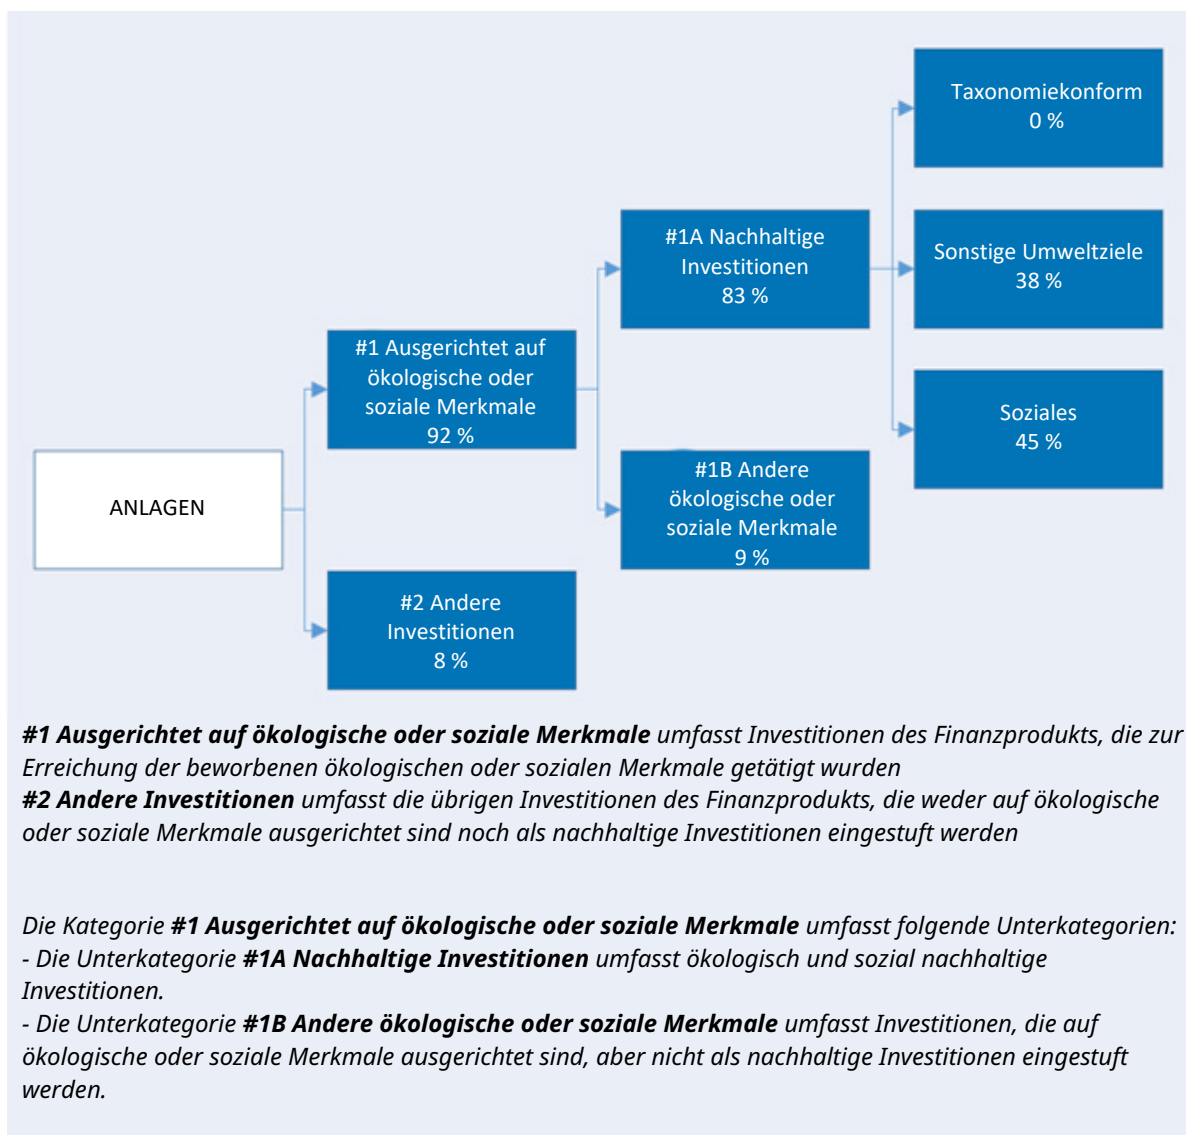 Taxonomiekonform
0 %
#1A Nachhaltige
Investitionen
83 %
Sonstige Umweltziele
38 %
#1 Ausgerichtet auf
ökologische oder
soziale Merkmale
92 %
Soziales
45 %
ANLAGEN
#1B Andere
ökologische oder
soziale Merkmale
9 %
#2 Andere
Investitionen
8 %
#1 Ausgerichtet auf ökologische oder soziale Merkmale umfasst Investitionen des Finanzprodukts, die zur
Erreichung der beworbenen ökologischen oder sozialen Merkmale getätigt wurden
#2 Andere Investitionen umfasst die übrigen Investitionen des Finanzprodukts, die weder auf ökologische
oder soziale Merkmale ausgerichtet sind noch als nachhaltige Investitionen eingestuft werden
Die Kategorie #1 Ausgerichtet auf ökologische oder soziale Merkmale umfasst folgende Unterkategorien:
- Die Unterkategorie #1A Nachhaltige Investitionen umfasst ökologisch und sozial nachhaltige
Investitionen.
- Die Unterkategorie #1B Andere ökologische oder soziale Merkmale umfasst Investitionen, die auf
ökologische oder soziale Merkmale ausgerichtet sind, aber nicht als nachhaltige Investitionen eingestuft
werden.